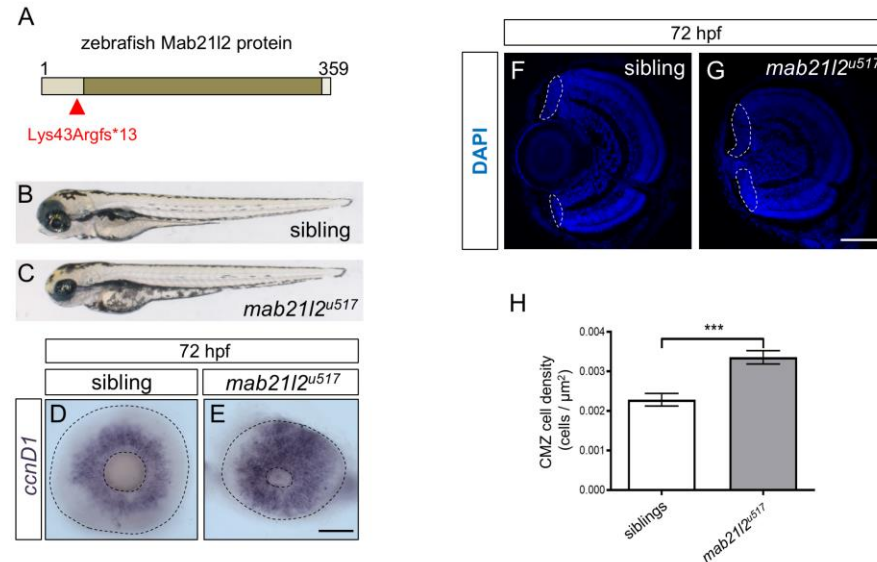 A
zebrafish Mab21l2 protein
1 359
Lys43Argfs*13
B
sibling
C
mab21l2u517
72 hpf
sibling mab21l2u517
ccnD1
D E
72 hpf
DAPI
F sibling
G mab21l2u517
H
***
CMZ cell density
(cells / µm²)
0.004
0.003
0.002
0.001
0.000
siblings
mab21l2u517